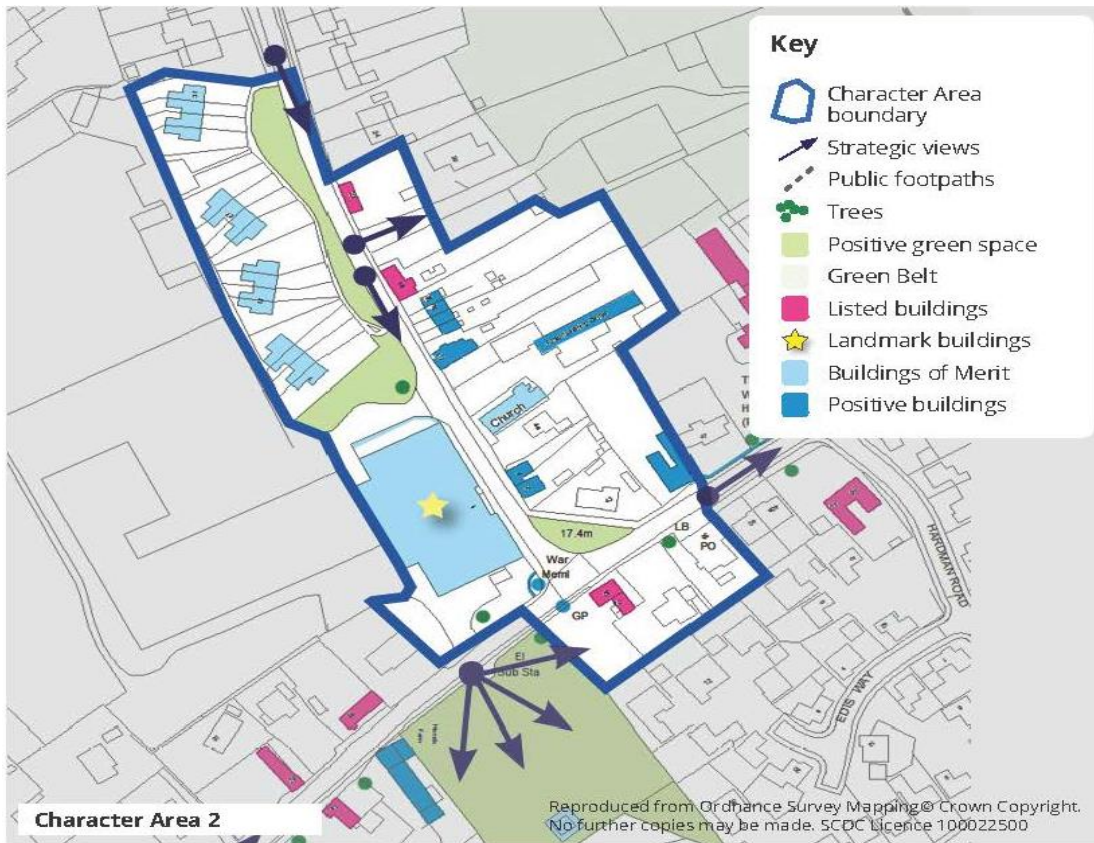 Key
Character Area
boundary
Strategic views
Public footpaths
Trees
Positive green space
Green Belt
Listed buildings
Landmark buildings
Buildings of Merit
Positive buildings
Church
17.4m
War
Meml
LB
PO
GP
El
Sub Sta
HARDMAN ROAD
EDIS WAY
Character Area 2
Reproduced from Ordnance Survey Mapping© Crown Copyright.
No further copies may be made. SCDC Licence 100022500